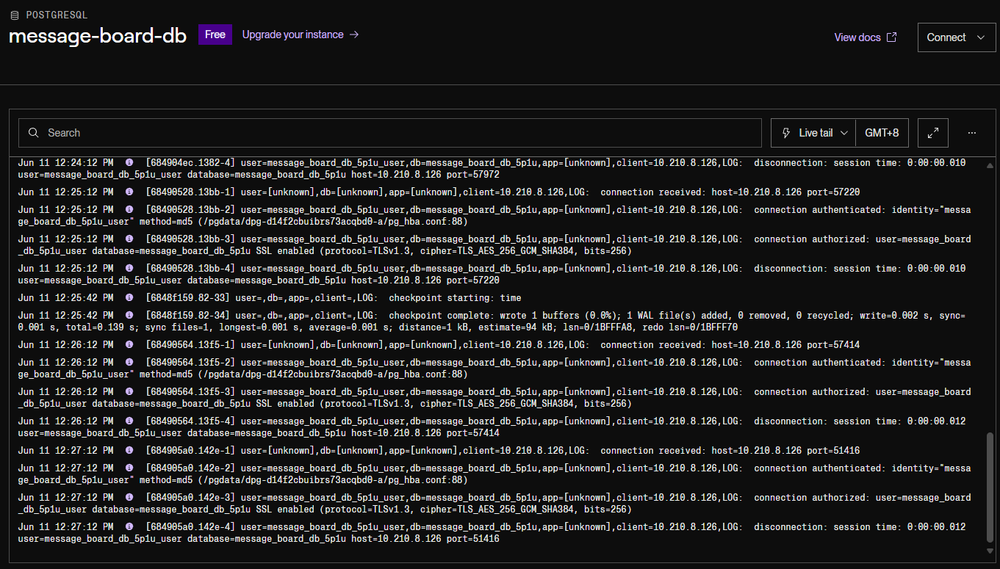 POSTGRESQL
message-board-db Free Upgrade your instance →
View docs Connect
Search Live tail GMT+8 ...
Jun 11 12:24:12 PM [684904ec.1382-4] user=message_board_db_5p1u_user,db=message_board_db_5p1u,app=[unknown],client=10.210.8.126,LOG: disconnection: session time: 0:00:00.010
user=message_board_db_5p1u_user database=message_board_db_5p1u host=10.210.8.126 port=57972
Jun 11 12:25:12 PM [68490528.13bb-1] user=[unknown],db=[unknown],app=[unknown],client=10.210.8.126,LOG: connection received: host=10.210.8.126 port=57220
Jun 11 12:25:12 PM [68490528.13bb-2] user=message_board_db_5p1u_user,db=message_board_db_5p1u,app=[unknown],client=10.210.8.126,LOG: connection authenticated: identity="messa
ge_board_db_5p1u_user" method=md5 (/pgdata/dpg-d14f2cbuibrs73acqbd0-a/pg_hba.conf:88)
Jun 11 12:25:12 PM [68490528.13bb-3] user=message_board_db_5p1u_user,db=message_board_db_5p1u,app=[unknown],client=10.210.8.126,LOG: connection authorized: user=message_board
_db_5p1u_user database=message_board_db_5p1u SSL enabled (protocol=TLSv1.3, cipher=TLS_AES_256_GCM_SHA384, bits=256)
Jun 11 12:25:12 PM [68490528.13bb-4] user=message_board_db_5p1u_user,db=message_board_db_5p1u,app=[unknown],client=10.210.8.126,LOG: disconnection: session time: 0:00:00.010
user=message_board_db_5p1u_user database=message_board_db_5p1u host=10.210.8.126 port=57220
Jun 11 12:25:42 PM [6848f159.82-33] user=,db=,app=,client=,LOG: checkpoint starting: time
Jun 11 12:25:42 PM [6848f159.82-34] user=,db=,app=,client=,LOG: checkpoint complete: wrote 1 buffers (0.0%); 1 WAL file(s) added, 0 removed, 0 recycled; write=0.002 s, sync=
0.001 s, total=0.139 s; sync files=1, longest=0.001 s, average=0.001 s; distance=1 kB, estimate=94 kB; lsn=0/1BFFFA8, redo lsn=0/1BFFF70
Jun 11 12:26:12 PM [68490564.13f5-1] user=[unknown],db=[unknown],app=[unknown],client=10.210.8.126,LOG: connection received: host=10.210.8.126 port=57414
Jun 11 12:26:12 PM [68490564.13f5-2] user=message_board_db_5p1u_user,db=message_board_db_5p1u,app=[unknown],client=10.210.8.126,LOG: connection authenticated: identity="messa
ge_board_db_5p1u_user" method=md5 (/pgdata/dpg-d14f2cbuibrs73acqbd0-a/pg_hba.conf:88)
Jun 11 12:26:12 PM [68490564.13f5-3] user=message_board_db_5p1u_user,db=message_board_db_5p1u,app=[unknown],client=10.210.8.126,LOG: connection authorized: user=message_board
_db_5p1u_user database=message_board_db_5p1u SSL enabled (protocol=TLSv1.3, cipher=TLS_AES_256_GCM_SHA384, bits=256)
Jun 11 12:26:12 PM [68490564.13f5-4] user=message_board_db_5p1u_user,db=message_board_db_5p1u,app=[unknown],client=10.210.8.126,LOG: disconnection: session time: 0:00:00.012
user=message_board_db_5p1u_user database=message_board_db_5p1u host=10.210.8.126 port=57414
Jun 11 12:27:12 PM [684905a0.142e-1] user=[unknown],db=[unknown],app=[unknown],client=10.210.8.126,LOG: connection received: host=10.210.8.126 port=51416
Jun 11 12:27:12 PM [684905a0.142e-2] user=message_board_db_5p1u_user,db=message_board_db_5p1u,app=[unknown],client=10.210.8.126,LOG: connection authenticated: identity="messa
ge_board_db_5p1u_user" method=md5 (/pgdata/dpg-d14f2cbuibrs73acqbd0-a/pg_hba.conf:88)
Jun 11 12:27:12 PM [684905a0.142e-3] user=message_board_db_5p1u_user,db=message_board_db_5p1u,app=[unknown],client=10.210.8.126,LOG: connection authorized: user=message_board
_db_5p1u_user database=message_board_db_5p1u SSL enabled (protocol=TLSv1.3, cipher=TLS_AES_256_GCM_SHA384, bits=256)
Jun 11 12:27:12 PM [684905a0.142e-4] user=message_board_db_5p1u_user,db=message_board_db_5p1u,app=[unknown],client=10.210.8.126,LOG: disconnection: session time: 0:00:00.012
user=message_board_db_5p1u_user database=message_board_db_5p1u host=10.210.8.126 port=51416